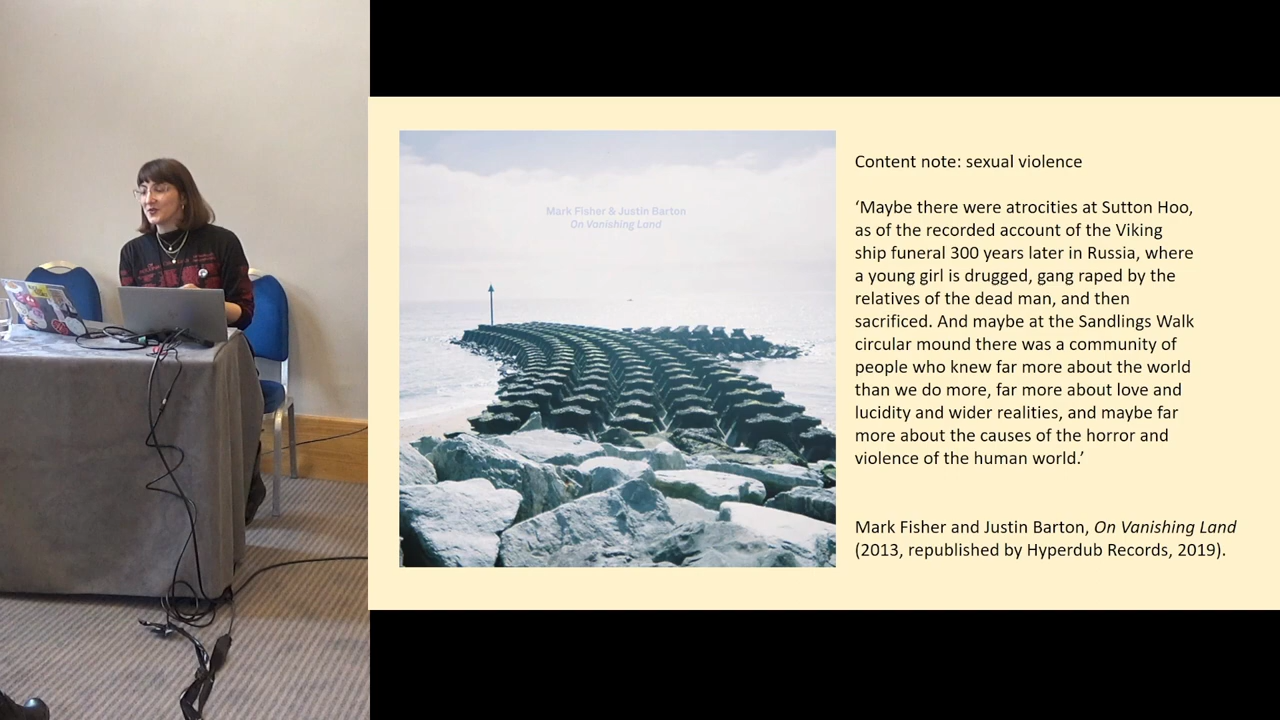 Mark Fisher & Justin Barton
On Vanishing Land
Content note: sexual violence
‘Maybe there were atrocities at Sutton Hoo,
as of the recorded account of the Viking
ship funeral 300 years later in Russia, where
a young girl is drugged, gang raped by the
relatives of the dead man, and then
sacrificed. And maybe at the Sandlings Walk
circular mound there was a community of
people who knew far more about the world
than we do more, far more about love and
lucidity and wider realities, and maybe far
more about the causes of the horror and
violence of the human world.’
Mark Fisher and Justin Barton, On Vanishing Land
(2013, republished by Hyperdub Records, 2019).